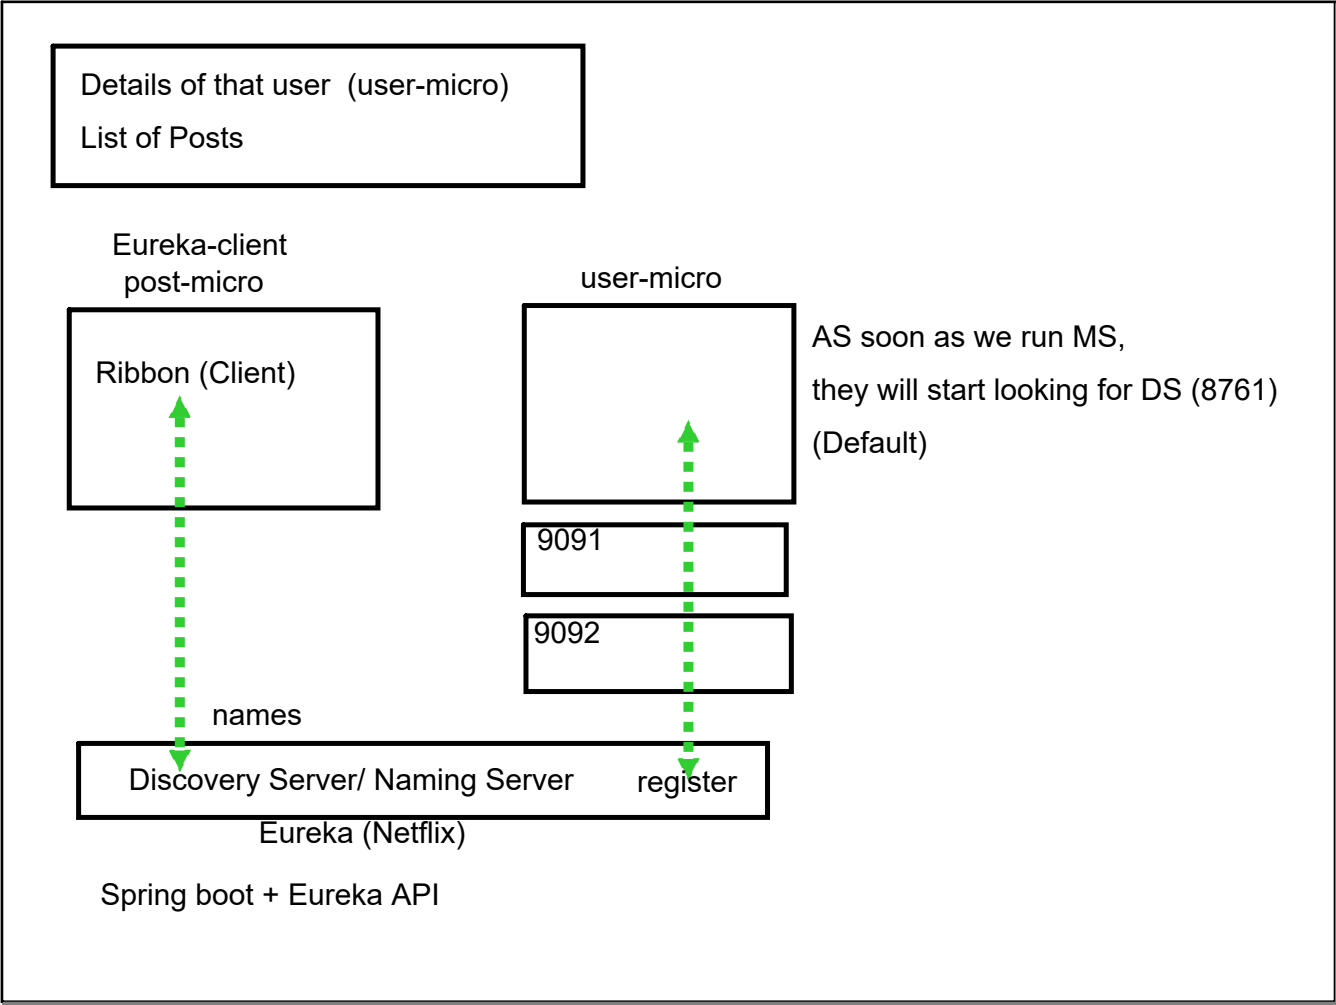 Details of that user  (user-micro)
List of Posts
Eureka-client
post-micro
user-micro
Ribbon (Client)
AS soon as we run MS,
they will start looking for DS (8761)
(Default)
9091
9092
names
Discovery Server/ Naming Server
register
Eureka (Netflix)
Spring boot + Eureka API